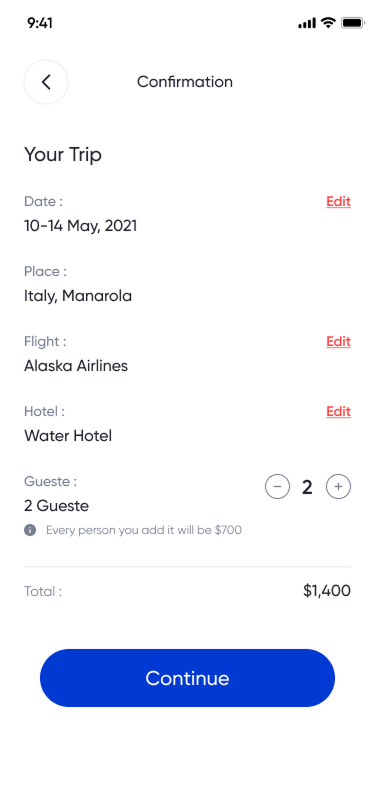 9:41
Confirmation
Your Trip
Date :
Edit
10-14 May, 2021
Place :
Italy, Manarola
Flight :
Edit
Alaska Airlines
Hotel :
Edit
Water Hotel
Gueste :
2 Gueste
− 2 +
Every person you add it will be $700
Total :
$1,400
Continue